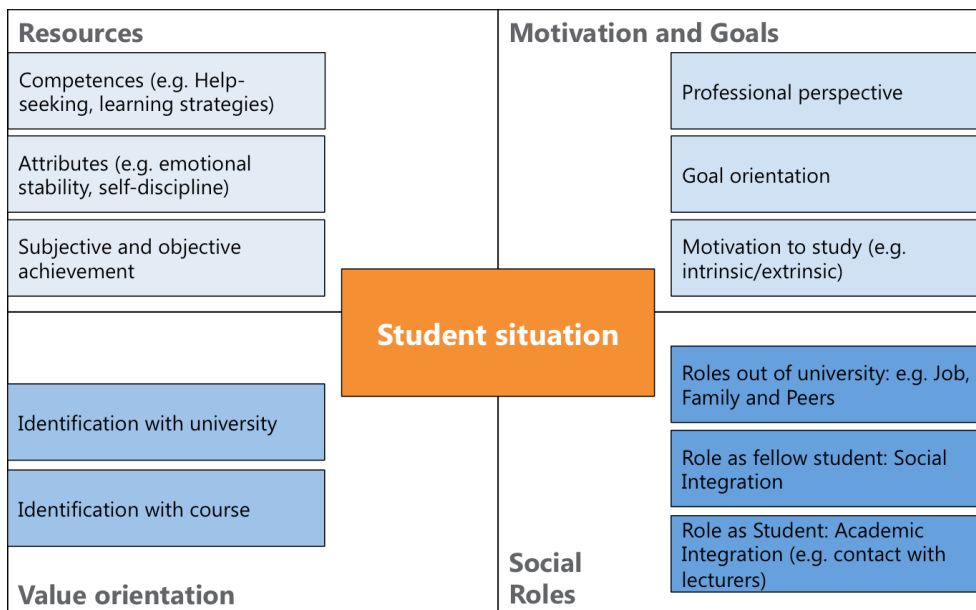 Resources
Competences (e.g. Help-
seeking, learning strategies)
Attributes (e.g. emotional
stability, self-discipline)
Subjective and objective
achievement
Motivation and Goals
Professional perspective
Goal orientation
Motivation to study (e.g.
intrinsic/extrinsic)
Student situation
Identification with university
Identification with course
Value orientation
Roles out of university: e.g. Job,
Family and Peers
Role as fellow student: Social
Integration
Role as Student: Academic
Integration (e.g. contact with
lecturers)
Social
Roles